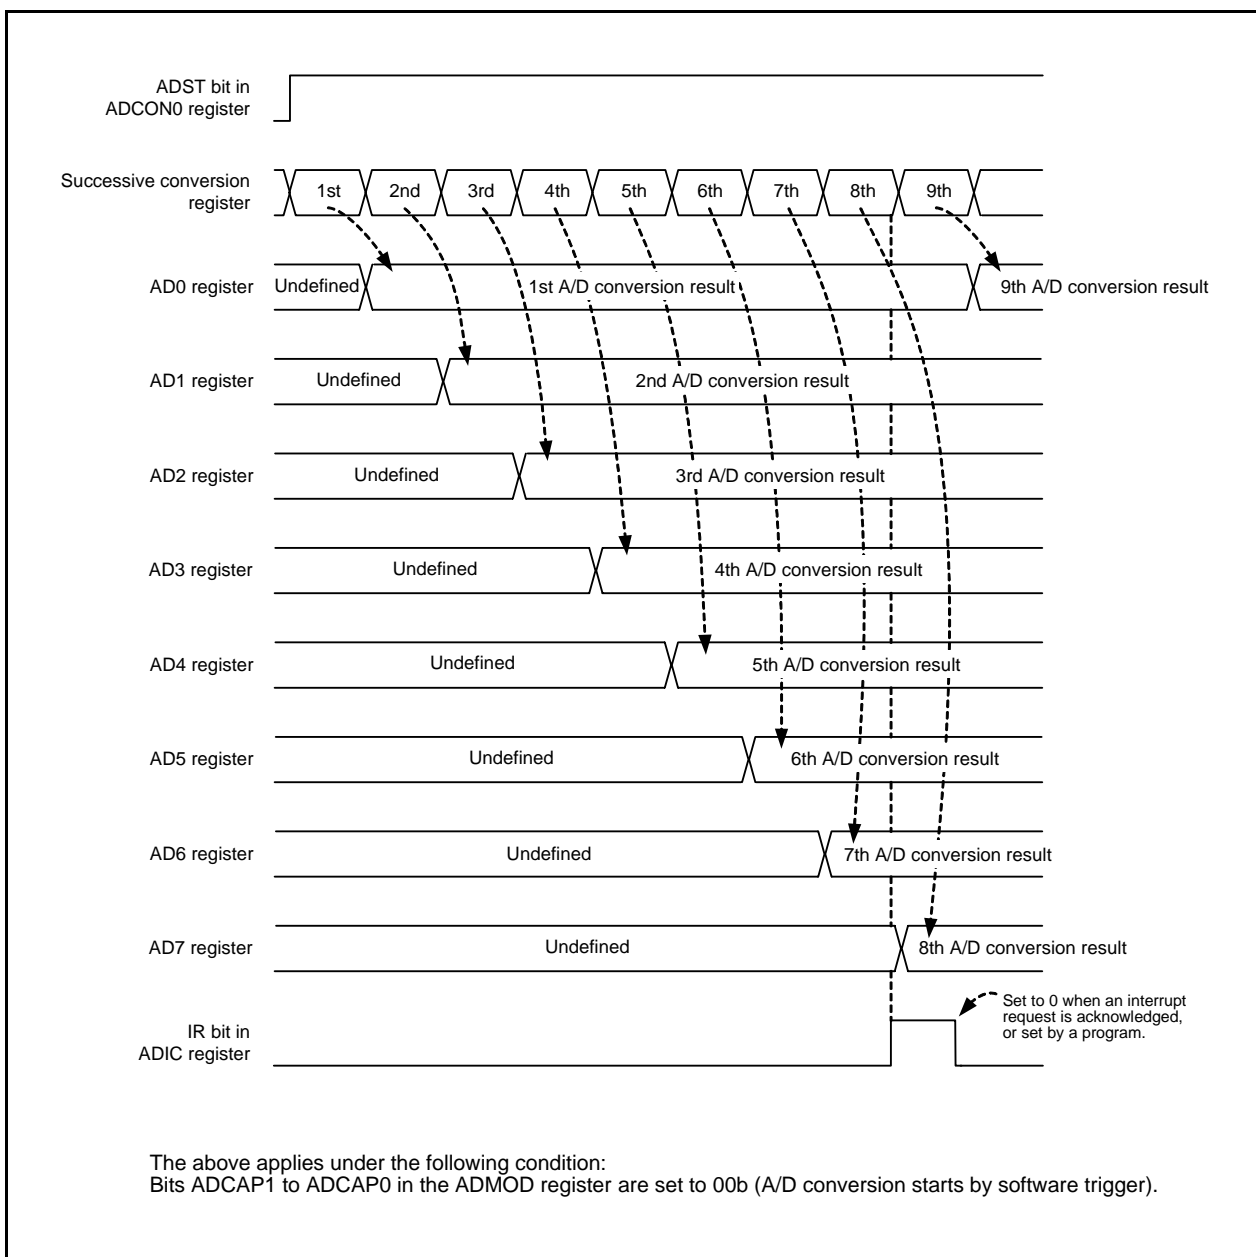 ADST bit in
ADCON0 register
Successive conversion
register
1st 2nd 3rd 4th 5th 6th 7th 8th 9th
AD0 register
Undefined
1st A/D conversion result
9th A/D conversion result
AD1 register
Undefined
2nd A/D conversion result
AD2 register
Undefined
3rd A/D conversion result
AD3 register
Undefined
4th A/D conversion result
AD4 register
Undefined
5th A/D conversion result
AD5 register
Undefined
6th A/D conversion result
AD6 register
Undefined
7th A/D conversion result
AD7 register
Undefined
8th A/D conversion result
IR bit in
ADIC register
Set to 0 when an interrupt
request is acknowledged,
or set by a program.
The above applies under the following condition:
Bits ADCAP1 to ADCAP0 in the ADMOD register are set to 00b (A/D conversion starts by software trigger).